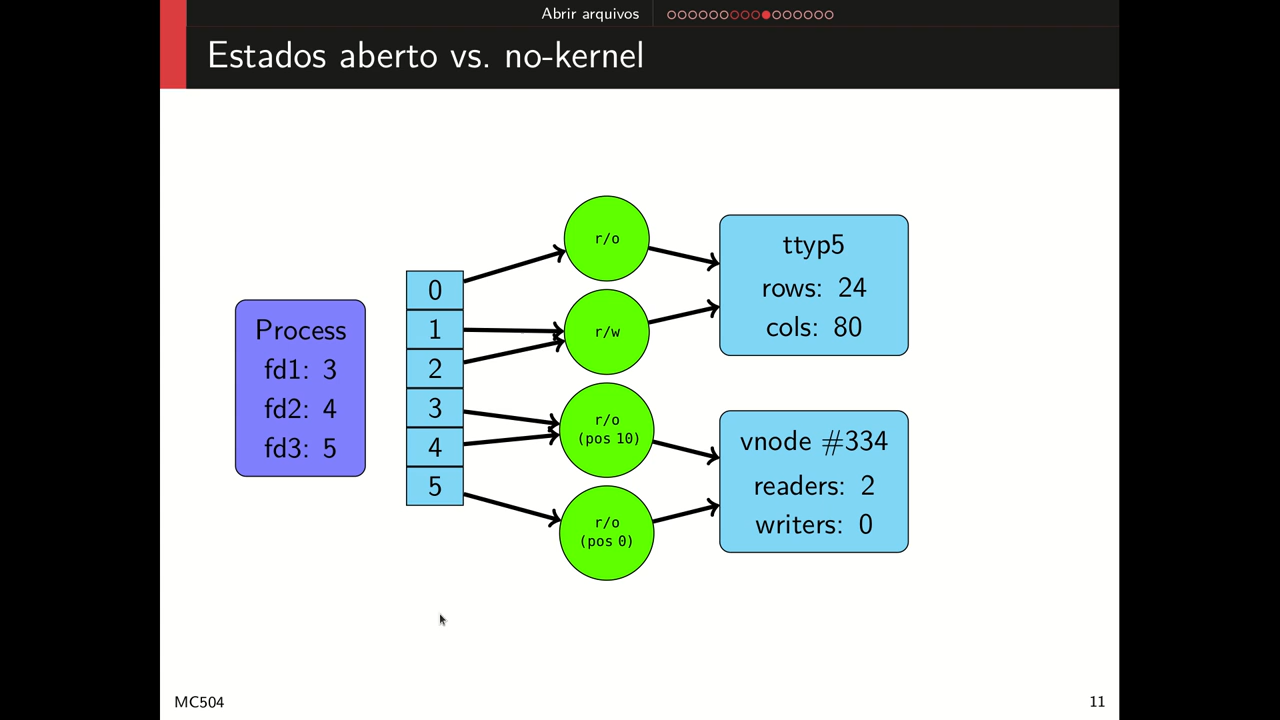 Abrir arquivos
Estados aberto vs. no-kernel
Process
fd1: 3
fd2: 4
fd3: 5
0
1
2
3
4
5
r/o
r/w
r/o
(pos 10)
r/o
(pos 0)
ttyp5
rows: 24
cols: 80
vnode #334
readers: 2
writers: 0
MC504
11